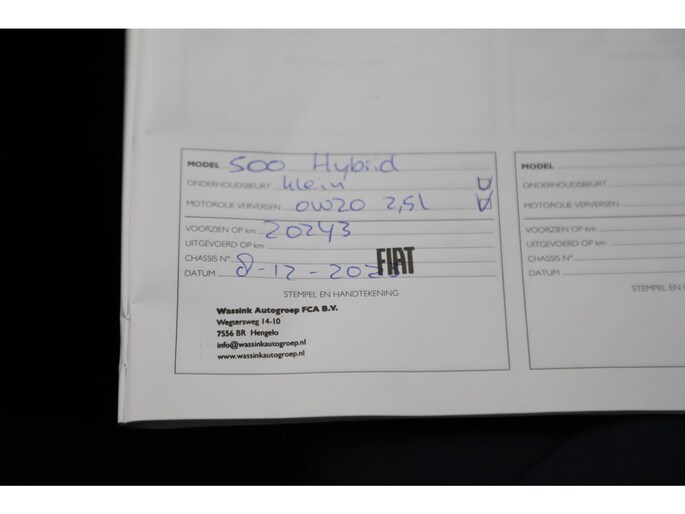 MODEL 500 Hybrid
ONDERHOUDSBEURT klein
MOTOROLIE VERVERSEN 0W20 2,5l
VOORZIEN OP km 20243
UITGEVOERD OP km
CHASSIS N°
DATUM 8-12-
FIAT
STEMPEL EN HANDTEKENING
Wassink Autogroep FCA B.V.
Wegtersweg 14-10
7556 BR Hengelo
info@wassinkautogroep.nl
www.wassinkautogroep.nl
MODEL
ONDERHOUDSBEURT
MOTOROLIE VERVERSEN
VOORZIEN OP km
UITGEVOERD OP km
CHASSIS N°
DATUM
STEMPEL EN